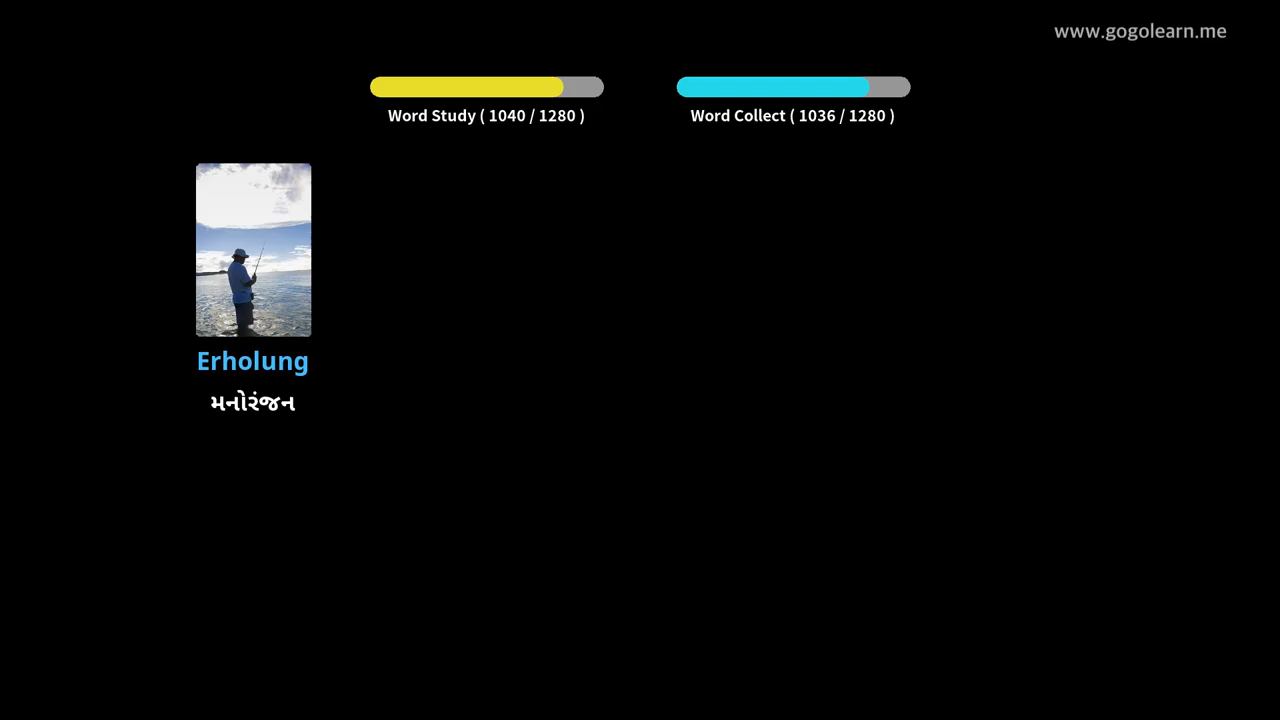 www.gogolearn.me
Word Study ( 1040 / 1280 )
Word Collect ( 1036 / 1280 )
Erholung
મનોરંજન